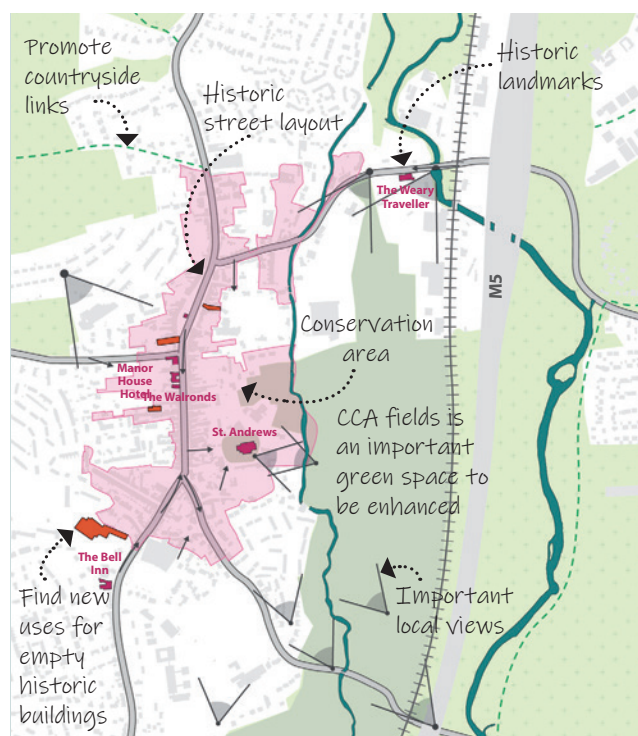 Promote
countryside
links
Historic
street layout
Historic
landmarks
The Weary
Traveller
M5
Conservation
area
Manor
House
Hotel
The Walronds
St. Andrews
CCA fields is
an important
green space to
be enhanced
The Bell
Inn
Find new
uses for
empty
historic
buildings
Important
local views